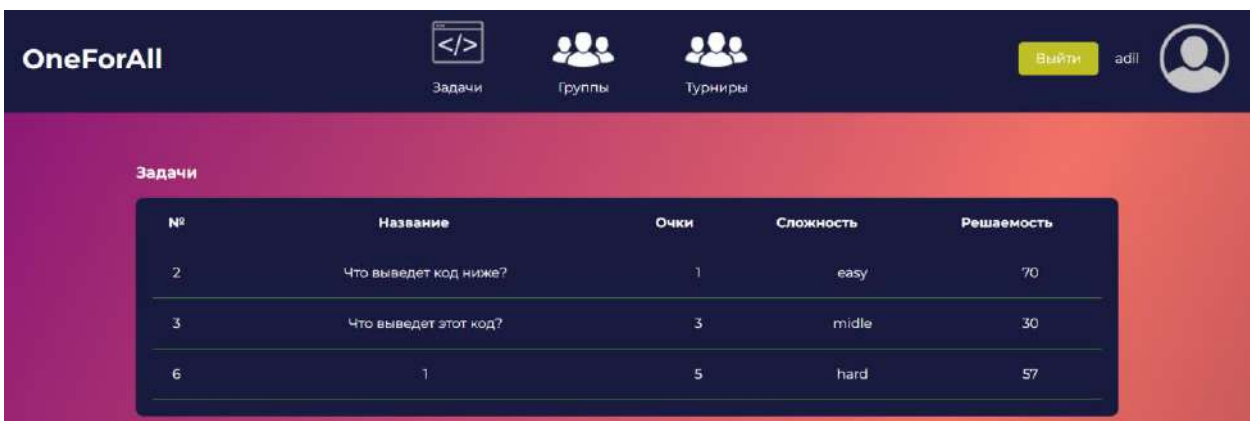 OneForAll
</>
Задачи
Группы
Турниры
Выйти
adil
Задачи
№ Название Очки Сложность Решаемость
2 Что выведет код ниже? 1 easy 70
3 Что выведет этот код? 3 midle 30
6 1 5 hard 57